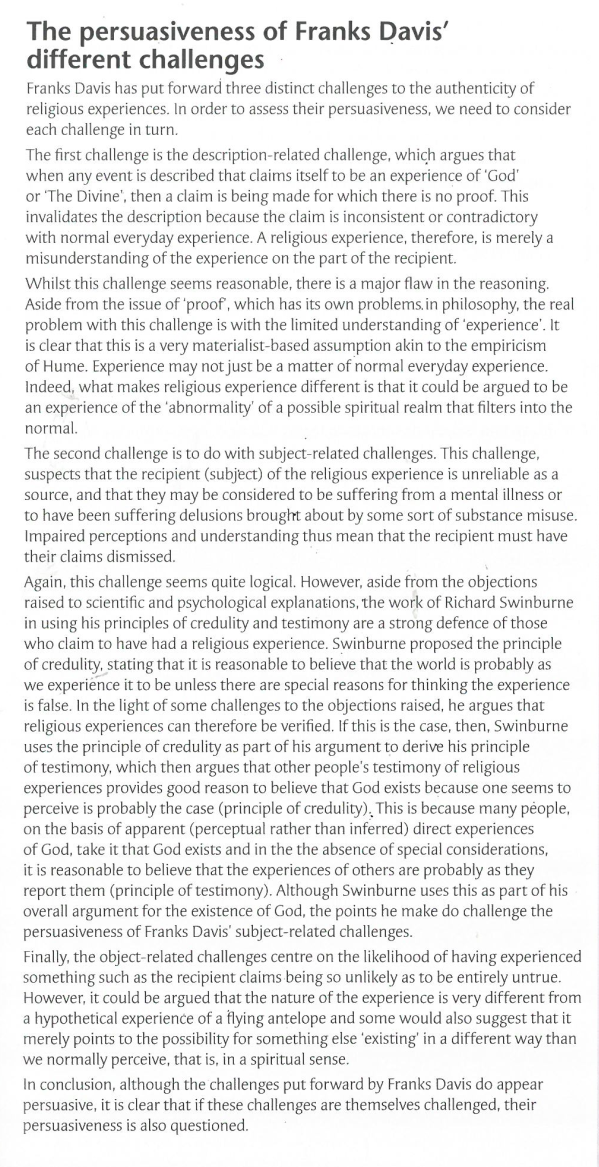 The persuasiveness of Franks Davis'
different challenges
Franks Davis has put forward three distinct challenges to the authenticity of
religious experiences. In order to assess their persuasiveness, we need to consider
each challenge in turn.
The first challenge is the description-related challenge, which argues that
when any event is described that claims itself to be an experience of 'God'
or 'The Divine', then a claim is being made for which there is no proof. This
invalidates the description because the claim is inconsistent or contradictory
with normal everyday experience. A religious experience, therefore, is merely a
misunderstanding of the experience on the part of the recipient.
Whilst this challenge seems reasonable, there is a major flaw in the reasoning.
Aside from the issue of 'proof', which has its own problems in philosophy, the real
problem with this challenge is with the limited understanding of 'experience'. It
is clear that this is a very materialist-based assumption akin to the empiricism
of Hume. Experience may not just be a matter of normal everyday experience.
Indeed, what makes religious experience different is that it could be argued to be
an experience of the 'abnormality' of a possible spiritual realm that filters into the
normal.
The second challenge is to do with subject-related challenges. This challenge,
suspects that the recipient (subject) of the religious experience is unreliable as a
source, and that they may be considered to be suffering from a mental illness or
to have been suffering delusions brought about by some sort of substance misuse.
Impaired perceptions and understanding thus mean that the recipient must have
their claims dismissed.
Again, this challenge seems quite logical. However, aside from the objections
raised to scientific and psychological explanations, the work of Richard Swinburne
in using his principles of credulity and testimony are a strong defence of those
who claim to have had a religious experience. Swinburne proposed the principle
of credulity, stating that it is reasonable to believe that the world is probably as
we experience it to be unless there are special reasons for thinking the experience
is false. In the light of some challenges to the objections raised, he argues that
religious experiences can therefore be verified. If this is the case, then, Swinburne
uses the principle of credulity as part of his argument to derive his principle
of testimony, which then argues that other people's testimony of religious
experiences provides good reason to believe that God exists because one seems to
perceive is probably the case (principle of credulity). This is because many people,
on the basis of apparent (perceptual rather than inferred) direct experiences
of God, take it that God exists and in the the absence of special considerations,
it is reasonable to believe that the experiences of others are probably as they
report them (principle of testimony). Although Swinburne uses this as part of his
overall argument for the existence of God, the points he make do challenge the
persuasiveness of Franks Davis' subject-related challenges.
Finally, the object-related challenges centre on the likelihood of having experienced
something such as the recipient claims being so unlikely as to be entirely untrue.
However, it could be argued that the nature of the experience is very different from
a hypothetical experience of a flying antelope and some would also suggest that it
merely points to the possibility for something else 'existing' in a different way than
we normally perceive, that is, in a spiritual sense.
In conclusion, although the challenges put forward by Franks Davis do appear
persuasive, it is clear that if these challenges are themselves challenged, their
persuasiveness is also questioned.